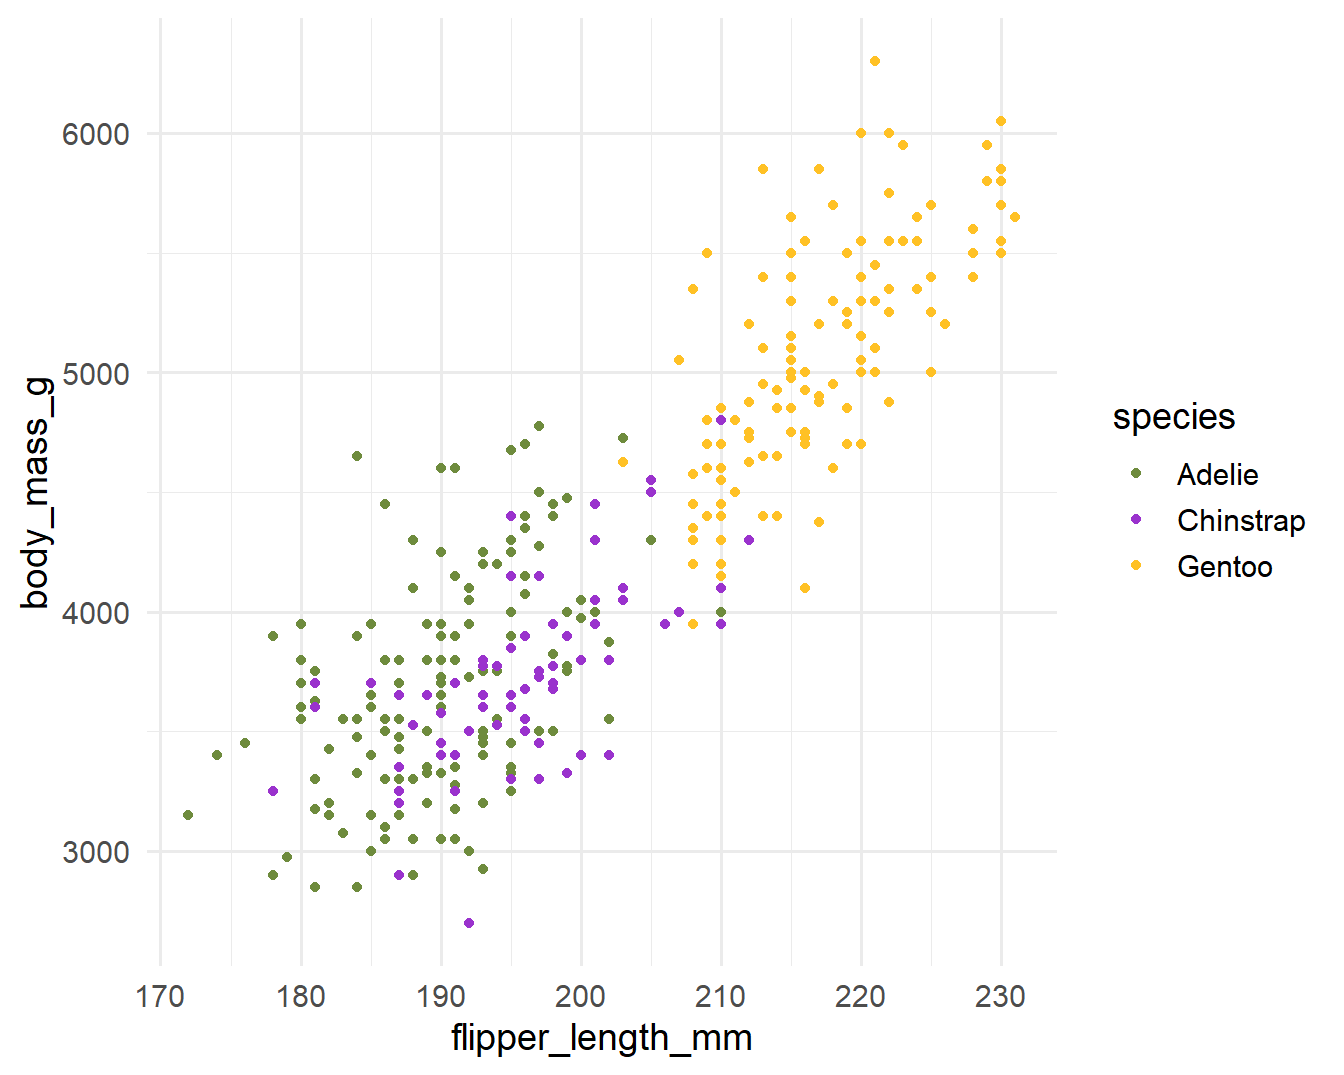 6000
5000
4000
3000
body_mass_g
170 180 190 200 210 220 230
flipper_length_mm
species
Adelie
Chinstrap
Gentoo